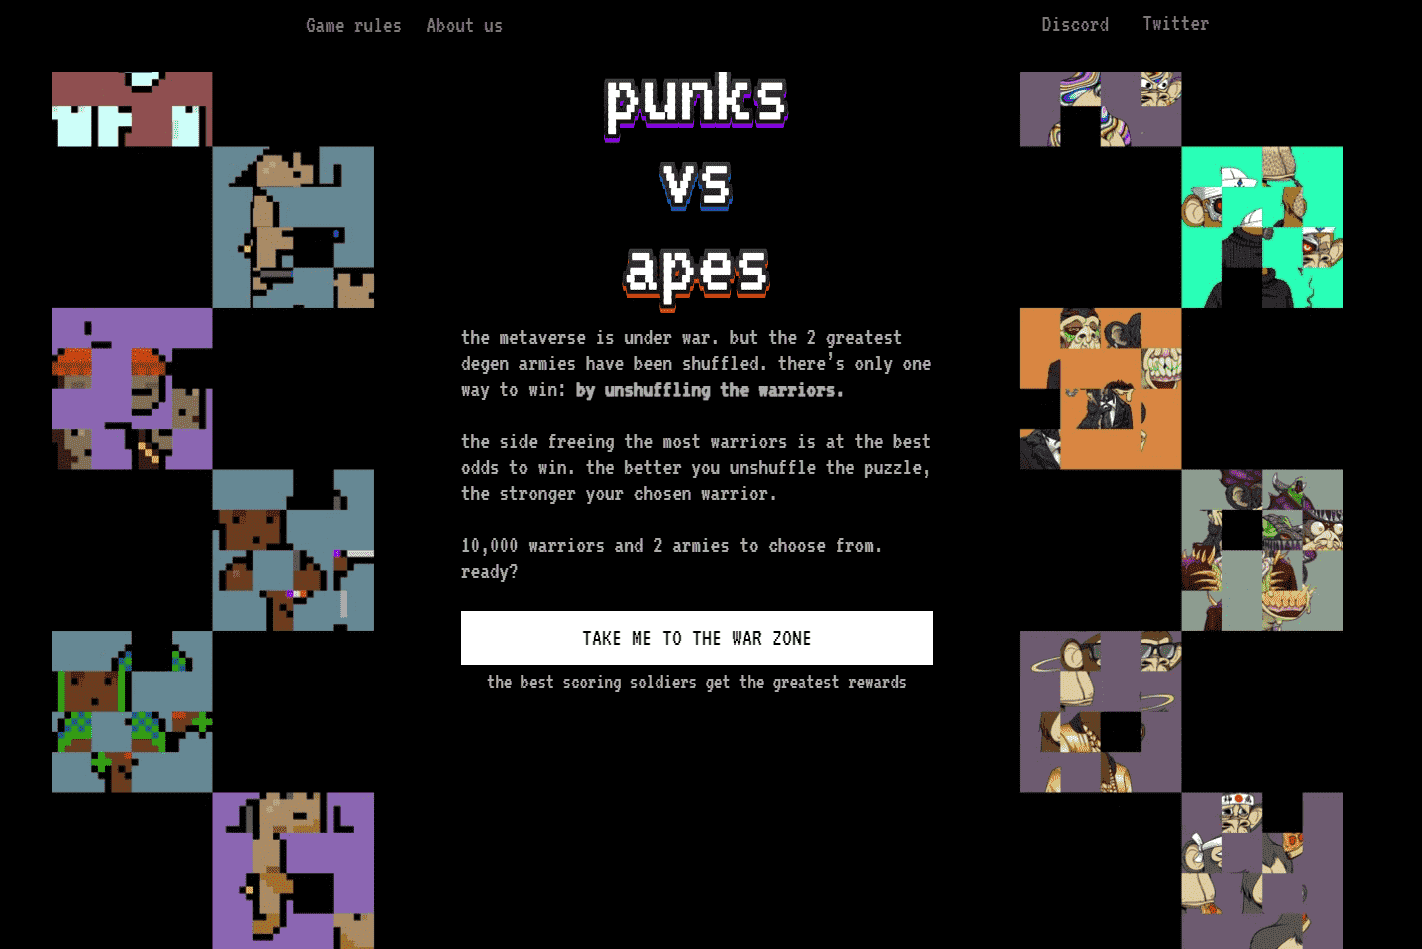 Game rules About us Discord Twitter
punks
vs
apes
the metaverse is under war. but the 2 greatest
degen armies have been shuffled. there's only one
way to win: by unshuffling the warriors.
the side freeing the most warriors is at the best
odds to win. the better you unshuffle the puzzle,
the stronger your chosen warrior.
10,000 warriors and 2 armies to choose from.
ready?
TAKE ME TO THE WAR ZONE
the best scoring soldiers get the greatest rewards